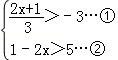 { (2x+1)/3 > -3…①
1-2x>5…②